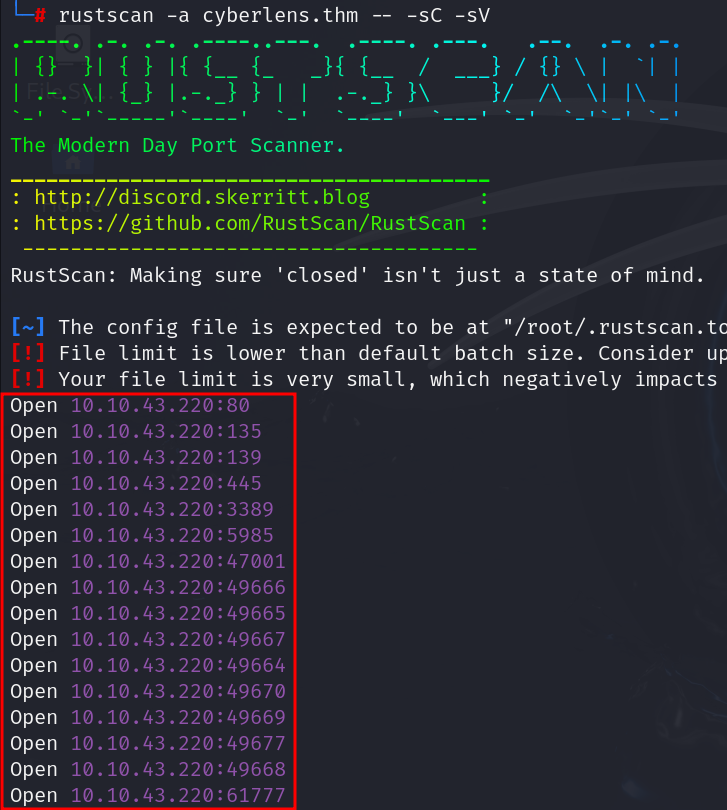 └─# rustscan -a cyberlens.thm -- -sC -sV
.----. .-. .-. .----..---.  .----. .---.   .--.  .-. .-.
| {}  }| { } |{ {__ {_   _}{ {__  /  ___} / {} \ |  `| |
| .-. \| {_} |.-._} } | |  .-._} }\     }/  /\  \| |\  |
`-' `-'`-----'`----'  `-'  `----'  `---' `-'  `-'`-' `-'
The Modern Day Port Scanner.
________________________________________
: http://discord.skerritt.blog         :
: https://github.com/RustScan/RustScan :
 --------------------------------------
RustScan: Making sure 'closed' isn't just a state of mind.
[~] The config file is expected to be at "/root/.rustscan.to
[!] File limit is lower than default batch size. Consider up
[!] Your file limit is very small, which negatively impacts
Open 10.10.43.220:80
Open 10.10.43.220:135
Open 10.10.43.220:139
Open 10.10.43.220:445
Open 10.10.43.220:3389
Open 10.10.43.220:5985
Open 10.10.43.220:47001
Open 10.10.43.220:49666
Open 10.10.43.220:49665
Open 10.10.43.220:49667
Open 10.10.43.220:49664
Open 10.10.43.220:49670
Open 10.10.43.220:49669
Open 10.10.43.220:49677
Open 10.10.43.220:49668
Open 10.10.43.220:61777